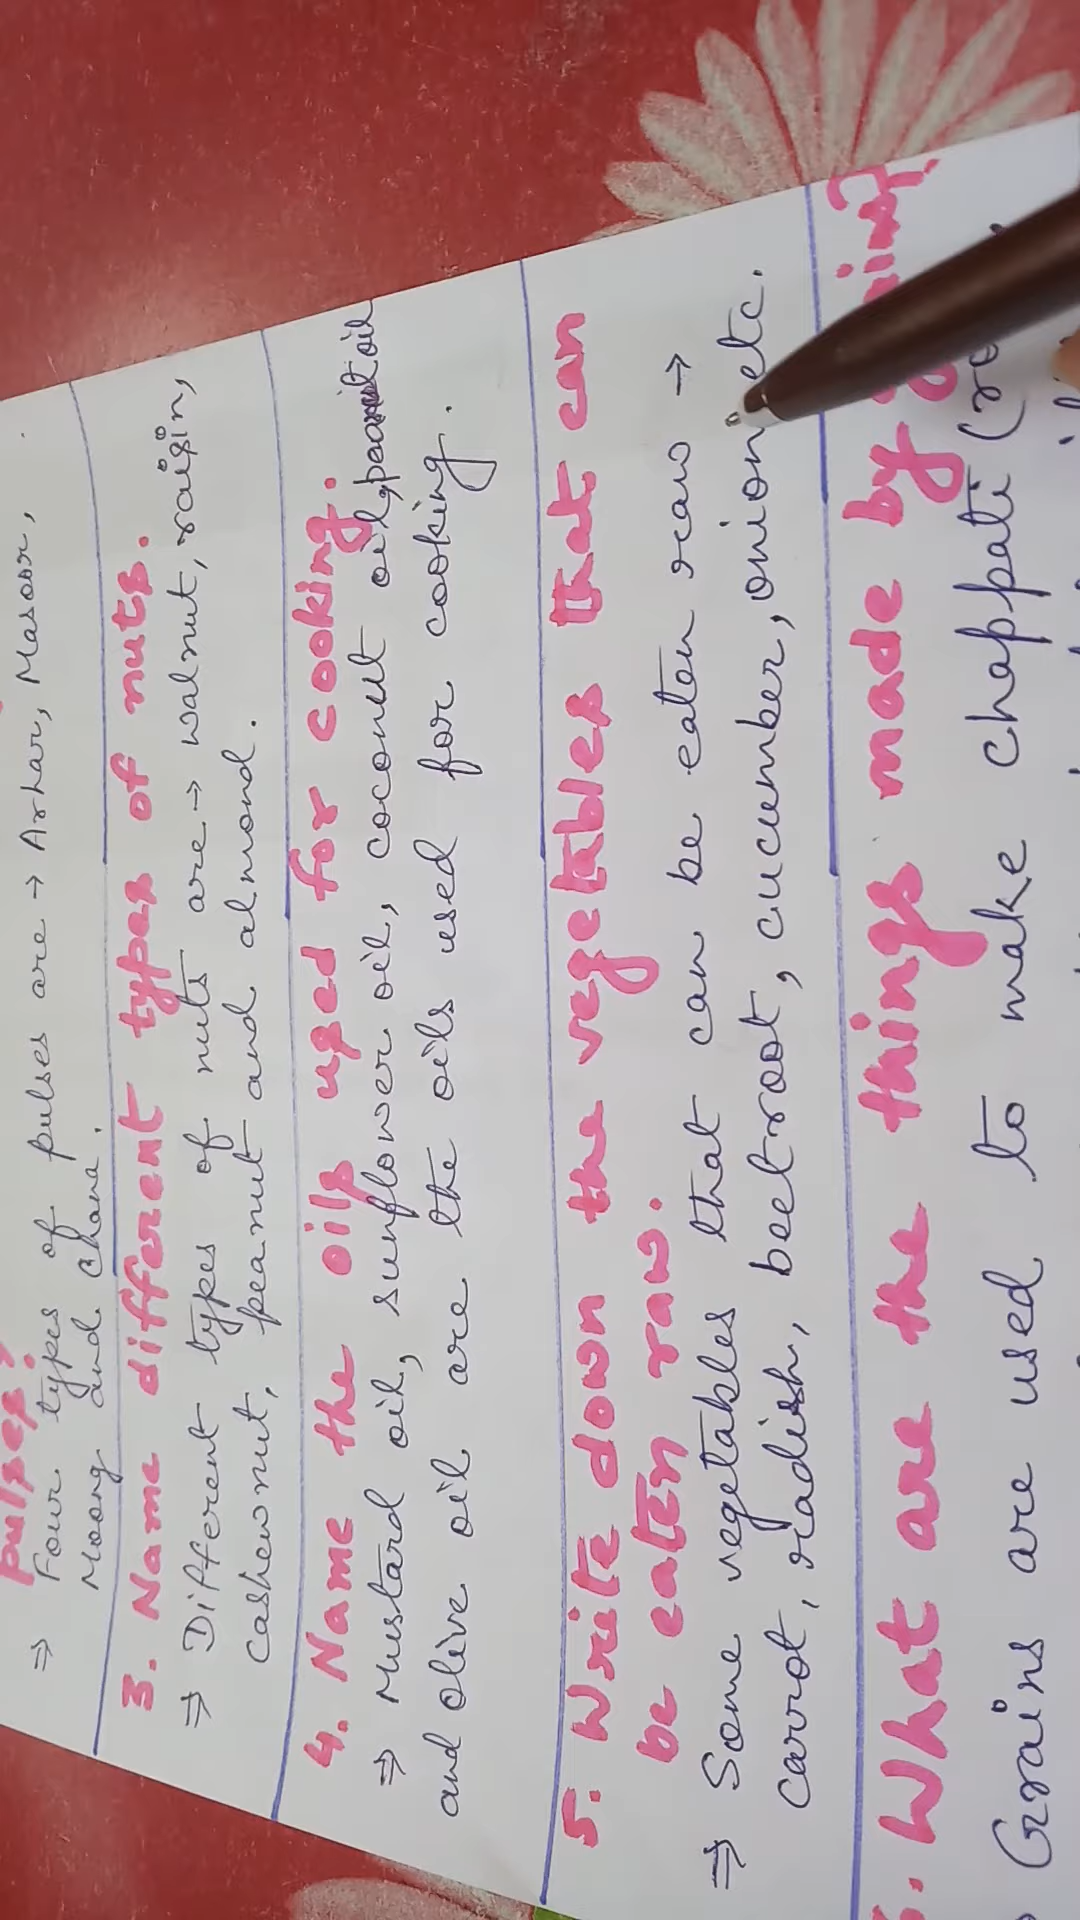 pulses?
⇒ Four types of pulses are → Arhar, Masoor,
Moong and Chana.
3. Name different types of nuts.
⇒ Different types of nuts are → walnut, raisin,
cashewnut, peanut and almond.
4. Name the oils used for cooking.
⇒ Mustard oil, sunflower oil, coconut oil, peanut oil
and olive oil are the oils used for cooking.
5. Write down the vegetables that can
be eaten raw.
⇒ Some vegetables that can be eaten raw →
carrot, radish, beetroot, cucumber, onion etc.
. What are the things made by
Grains are used to make chappati (